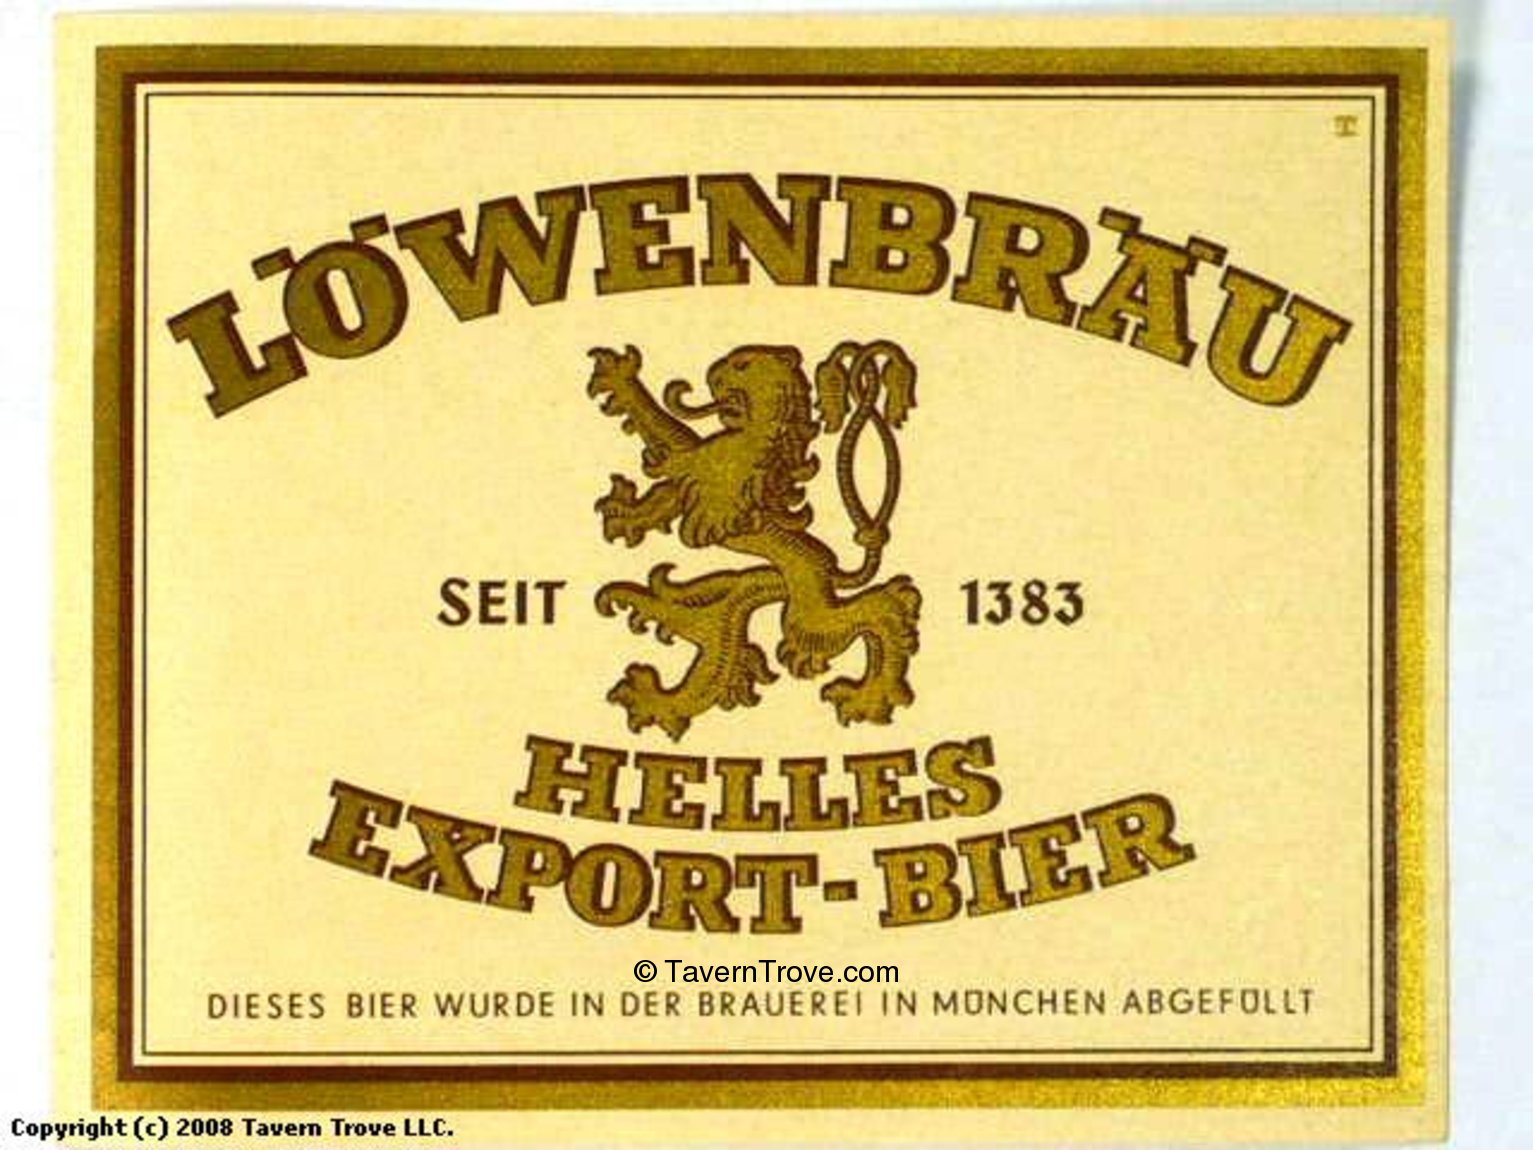 T
LÖWENBRÄU
SEIT 1383
HELLES
EXPORT-BIER
© TavernTrove.com
DIESES BIER WURDE IN DER BRAUEREI IN MÜNCHEN ABGEFÜLLT
Copyright (c) 2008 Tavern Trove LLC.